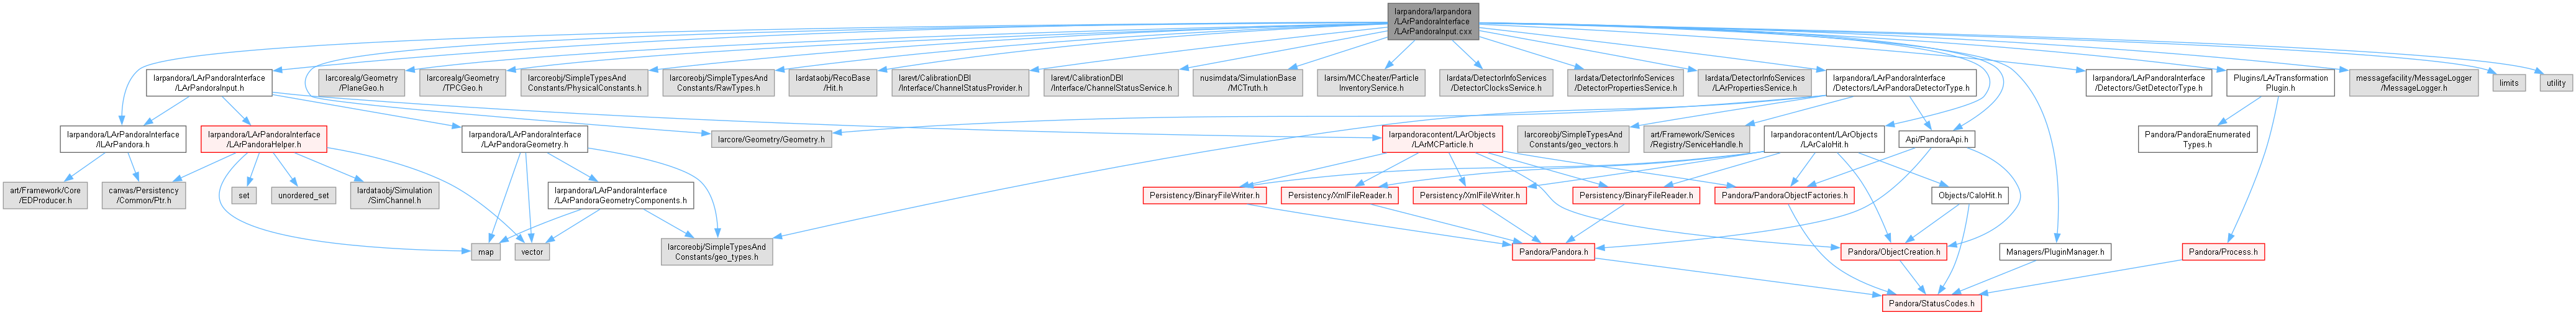 larpandora/larpandora
/LArPandoraInterface
/LArPandoraInput.cxx
larpandora/LArPandoraInterface
/LArPandoraInput.h
larcorealg/Geometry
/PlaneGeo.h
larcorealg/Geometry
/TPCGeo.h
larcoreobj/SimpleTypesAnd
Constants/PhysicalConstants.h
larcoreobj/SimpleTypesAnd
Constants/RawTypes.h
lardataobj/RecoBase
/Hit.h
larevt/CalibrationDBI
/Interface/ChannelStatusProvider.h
larevt/CalibrationDBI
/Interface/ChannelStatusService.h
nusimdata/SimulationBase
/MCTruth.h
larsim/MCCheater/Particle
InventoryService.h
lardata/DetectorInfoServices
/DetectorClocksService.h
lardata/DetectorInfoServices
/DetectorPropertiesService.h
lardata/DetectorInfoServices
/LArPropertiesService.h
larpandora/LArPandoraInterface
/Detectors/LArPandoraDetectorType.h
larpandora/LArPandoraInterface
/Detectors/GetDetectorType.h
Plugins/LArTransformation
Plugin.h
messagefacility/MessageLogger
/MessageLogger.h
limits
utility
larpandora/LArPandoraInterface
/ILArPandora.h
larpandora/LArPandoraInterface
/LArPandoraHelper.h
larpandora/LArPandoraInterface
/LArPandoraGeometry.h
larcore/Geometry/Geometry.h
larpandoracontent/LArObjects
/LArMCParticle.h
larcoreobj/SimpleTypesAnd
Constants/geo_vectors.h
art/Framework/Services
/Registry/ServiceHandle.h
larpandoracontent/LArObjects
/LArCaloHit.h
Api/PandoraApi.h
Pandora/PandoraEnumerated
Types.h
art/Framework/Core
/EDProducer.h
canvas/Persistency
/Common/Ptr.h
set
unordered_set
lardataobj/Simulation
/SimChannel.h
larpandora/LArPandoraInterface
/LArPandoraGeometryComponents.h
Persistency/BinaryFileWriter.h
Persistency/XmlFileReader.h
Persistency/XmlFileWriter.h
Persistency/BinaryFileReader.h
Pandora/PandoraObjectFactories.h
Objects/CaloHit.h
map
vector
larcoreobj/SimpleTypesAnd
Constants/geo_types.h
Pandora/Pandora.h
Pandora/ObjectCreation.h
Managers/PluginManager.h
Pandora/Process.h
Pandora/StatusCodes.h